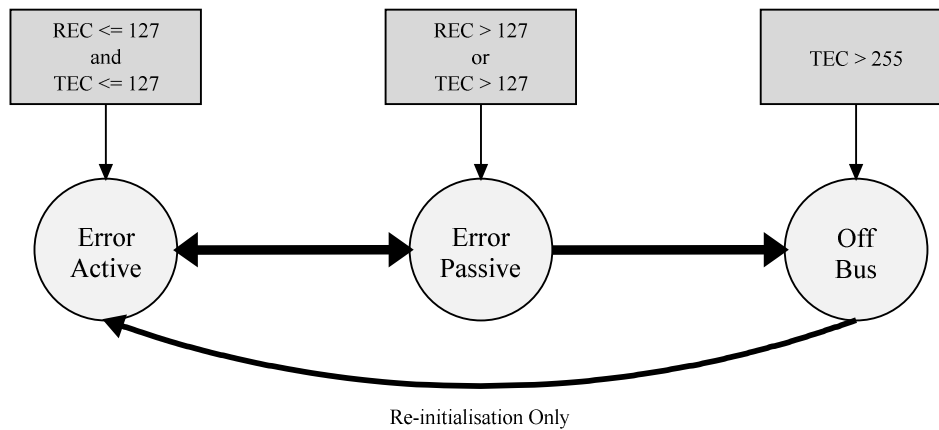 REC <= 127
and
TEC <= 127
REC > 127
or
TEC > 127
TEC > 255
Error
Active
Error
Passive
Off
Bus
Re-initialisation Only